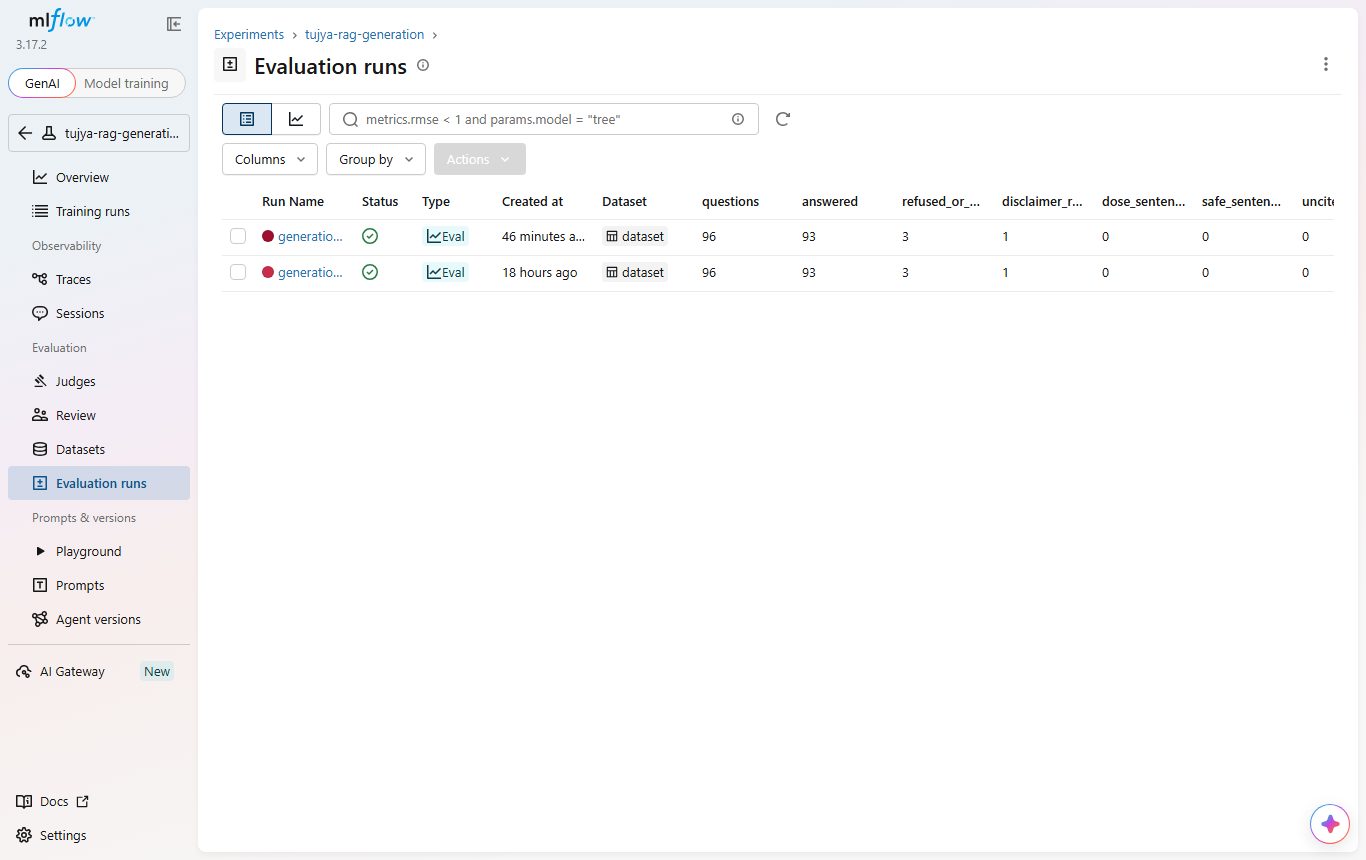 mlflow
3.17.2
GenAI Model training
tujya-rag-generati...
Overview
Training runs
Observability
Traces
Sessions
Evaluation
Judges
Review
Datasets
Evaluation runs
Prompts & versions
Playground
Prompts
Agent versions
AI Gateway New
Docs
Settings
Experiments > tujya-rag-generation >
Evaluation runs
metrics.rmse < 1 and params.model = "tree"
Columns Group by Actions
Run Name Status Type Created at Dataset questions answered refused_or_... disclaimer_r... dose_senten... safe_senten... uncite
generatio... Eval 46 minutes a... dataset 96 93 3 1 0 0 0
generatio... Eval 18 hours ago dataset 96 93 3 1 0 0 0